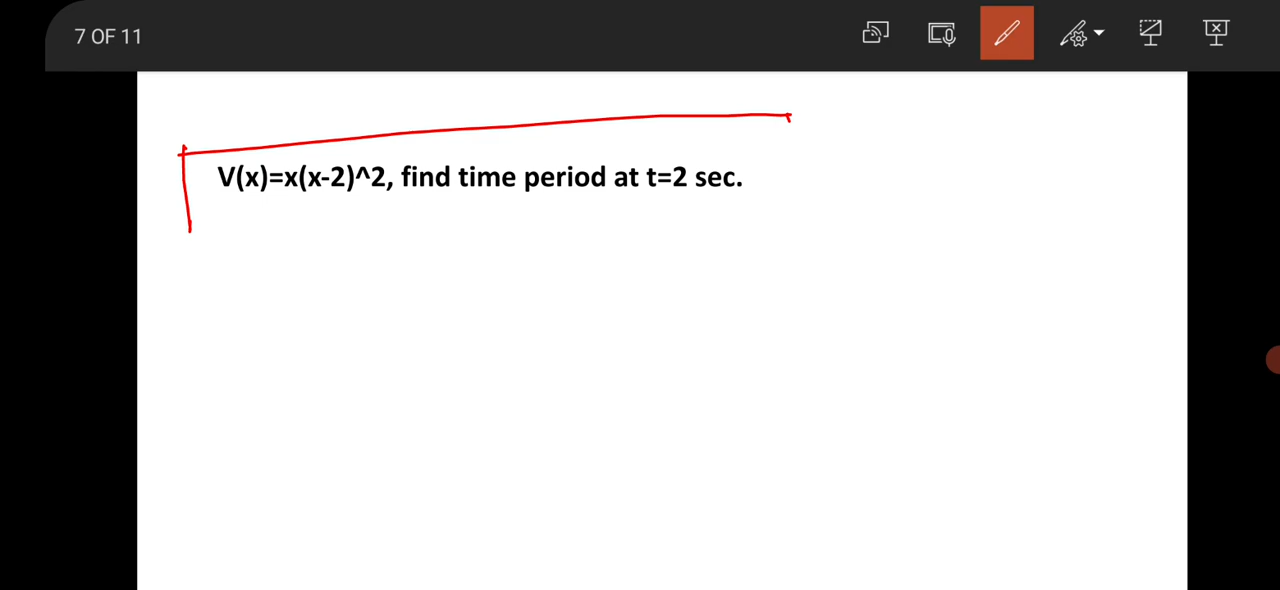 7 OF 11
V(x)=x(x-2)^2, find time period at t=2 sec.